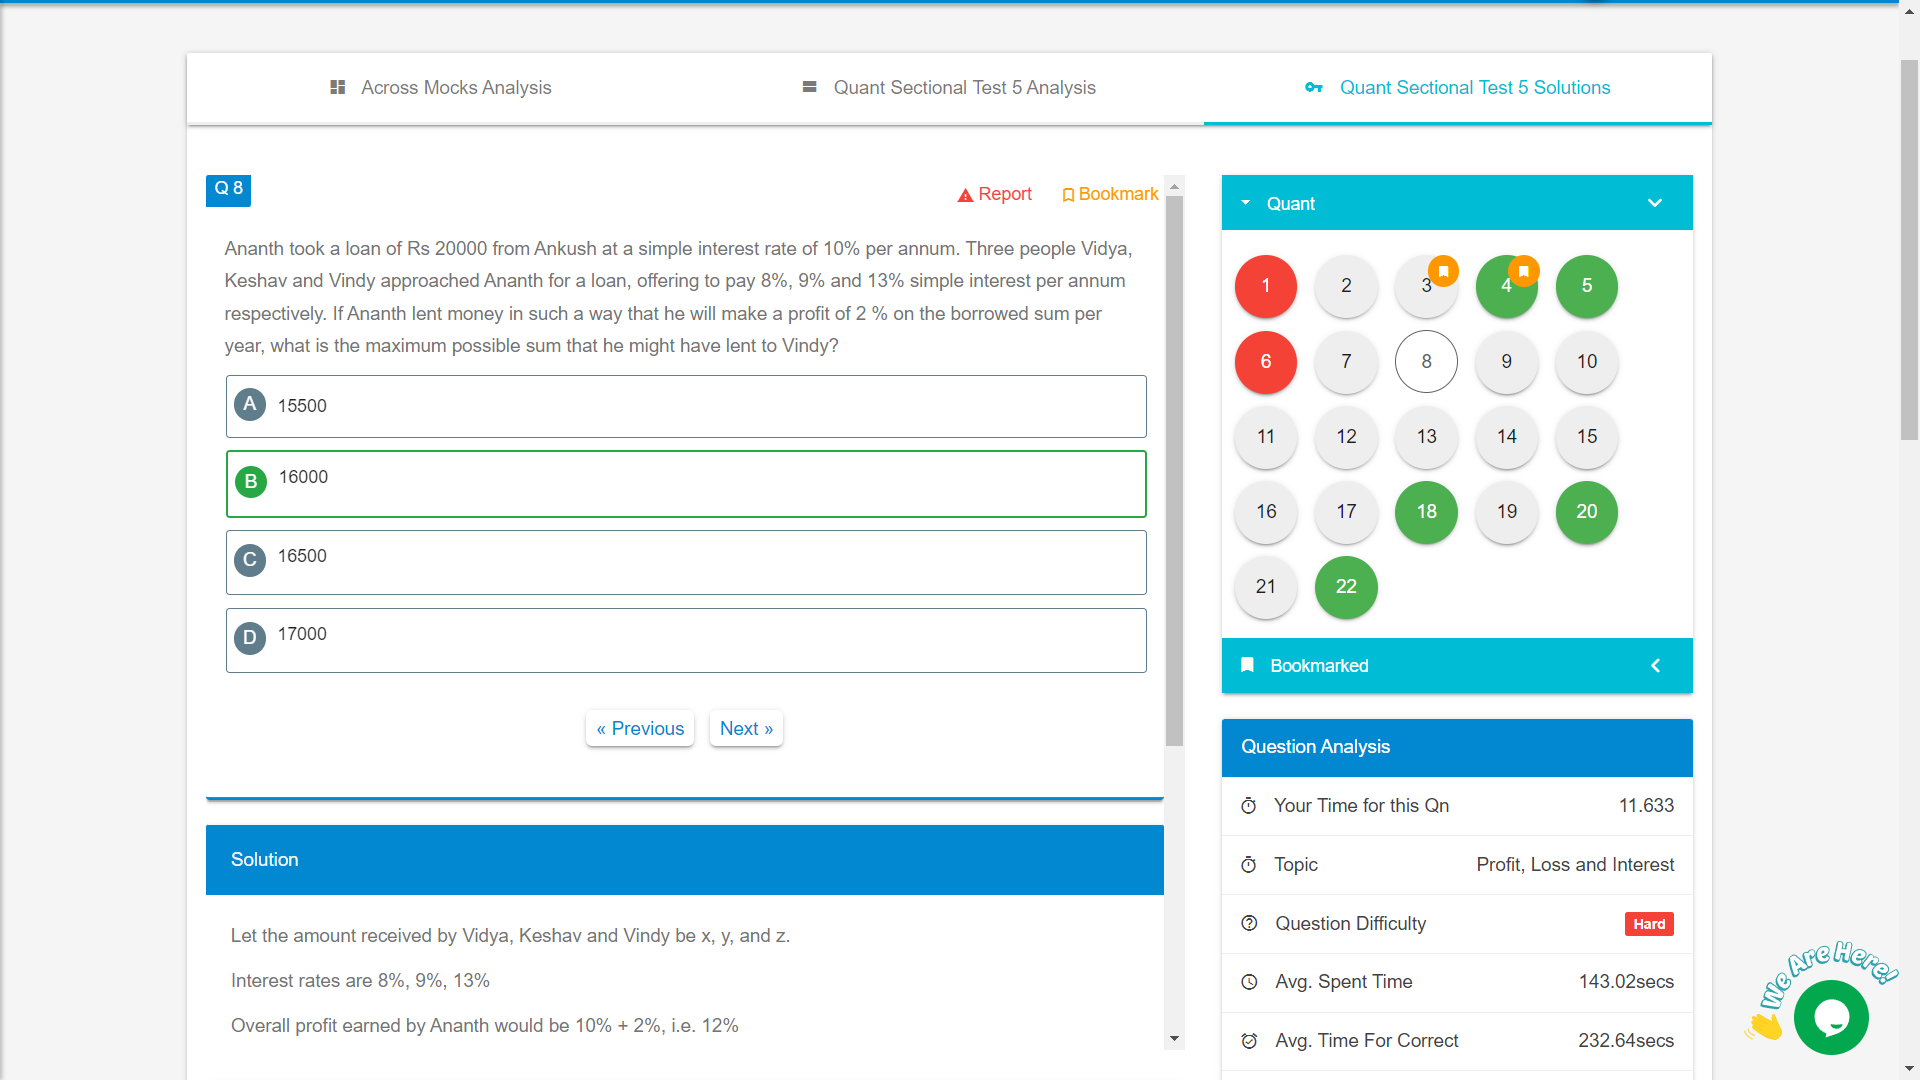 Across Mocks Analysis
Quant Sectional Test 5 Analysis
Quant Sectional Test 5 Solutions
Q 8
Report
Bookmark
Ananth took a loan of Rs 20000 from Ankush at a simple interest rate of 10% per annum. Three people Vidya,
Keshav and Vindy approached Ananth for a loan, offering to pay 8%, 9% and 13% simple interest per annum
respectively. If Ananth lent money in such a way that he will make a profit of 2 % on the borrowed sum per
year, what is the maximum possible sum that he might have lent to Vindy?
A 15500
B 16000
C 16500
D 17000
« Previous
Next »
Solution
Let the amount received by Vidya, Keshav and Vindy be x, y, and z.
Interest rates are 8%, 9%, 13%
Overall profit earned by Ananth would be 10% + 2%, i.e. 12%
Quant
1 2 3 4 5
6 7 8 9 10
11 12 13 14 15
16 17 18 19 20
21 22
Bookmarked
Question Analysis
Your Time for this Qn 11.633
Topic Profit, Loss and Interest
Question Difficulty Hard
Avg. Spent Time 143.02secs
Avg. Time For Correct 232.64secs
We Are Here!